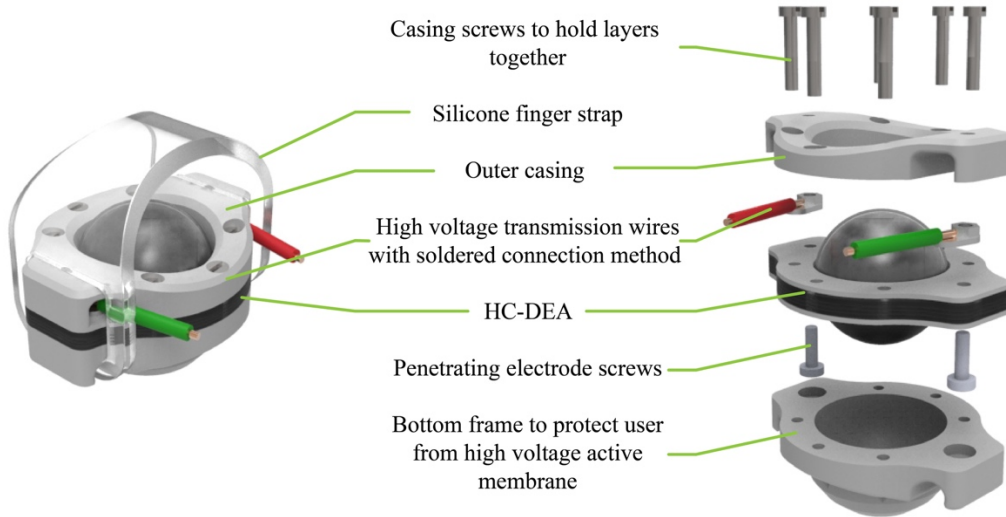 Casing screws to hold layers
together
Silicone finger strap
Outer casing
High voltage transmission wires
with soldered connection method
HC-DEA
Penetrating electrode screws
Bottom frame to protect user
from high voltage active
membrane